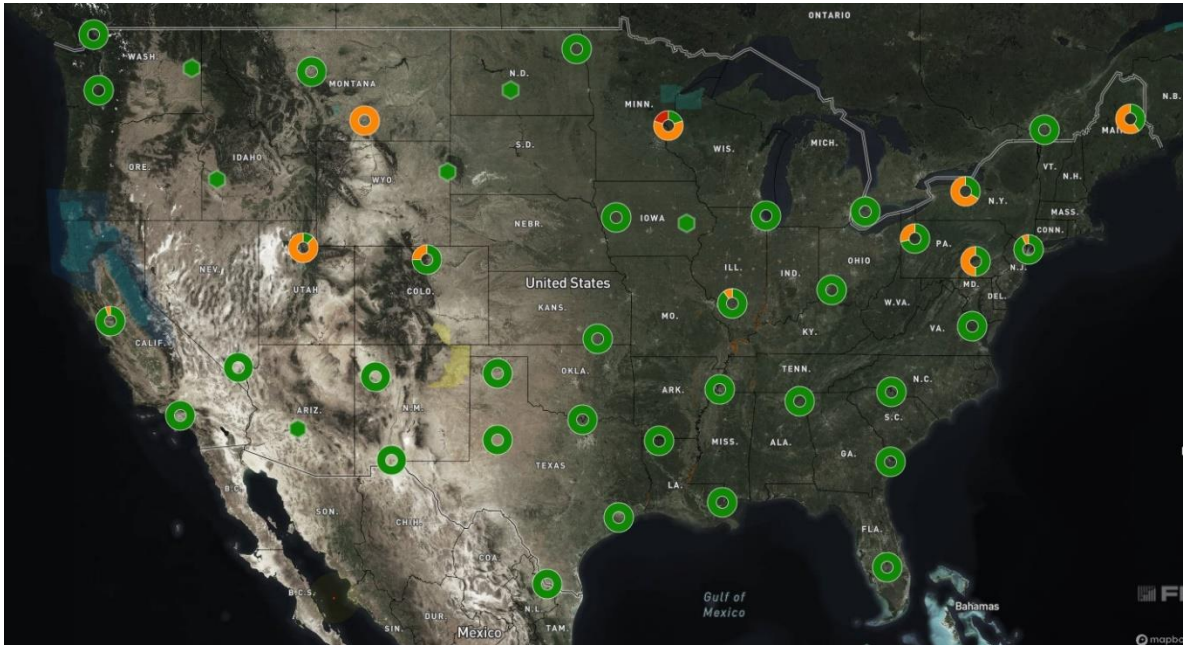 ONTARIO
WASH.
MONTANA
N.D.
MINN.
N.B.
ORE.
IDAHO
S.D.
WIS.
MICH.
VT.
N.H.
WYO.
NEBR.
IOWA
N.Y.
MASS.
CONN.
NEV.
UTAH
COLO.
United States
KANS.
ILL.
IND.
OHIO
PA.
N.J.
MD.
DEL.
W.VA.
MO.
KY.
VA.
CALIF.
ARIZ.
N.M.
OKLA.
ARK.
TENN.
N.C.
S.C.
TEXAS
MISS.
ALA.
GA.
LA.
B.C.
SON.
CHIH.
COA
FLA.
B.C.S.
SIN.
DUR.
N.L.
TAM.
Mexico
Gulf of
Mexico
Bahamas
mapbo